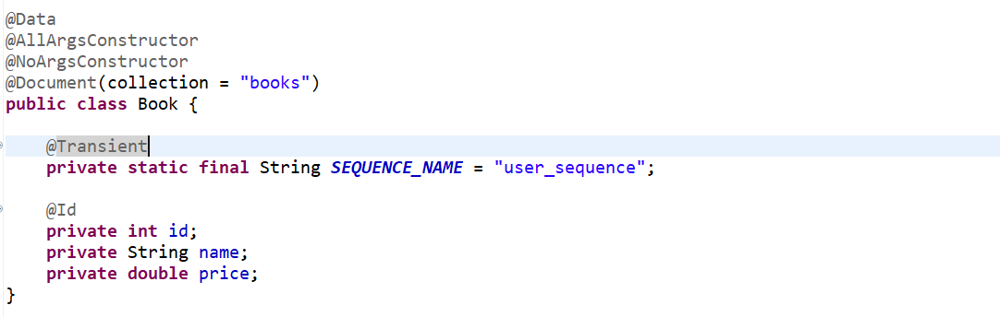 @Data
@AllArgsConstructor
@NoArgsConstructor
@Document(collection = "books")
public class Book {
@Transient
private static final String SEQUENCE_NAME = "user_sequence";
@Id
private int id;
private String name;
private double price;
}